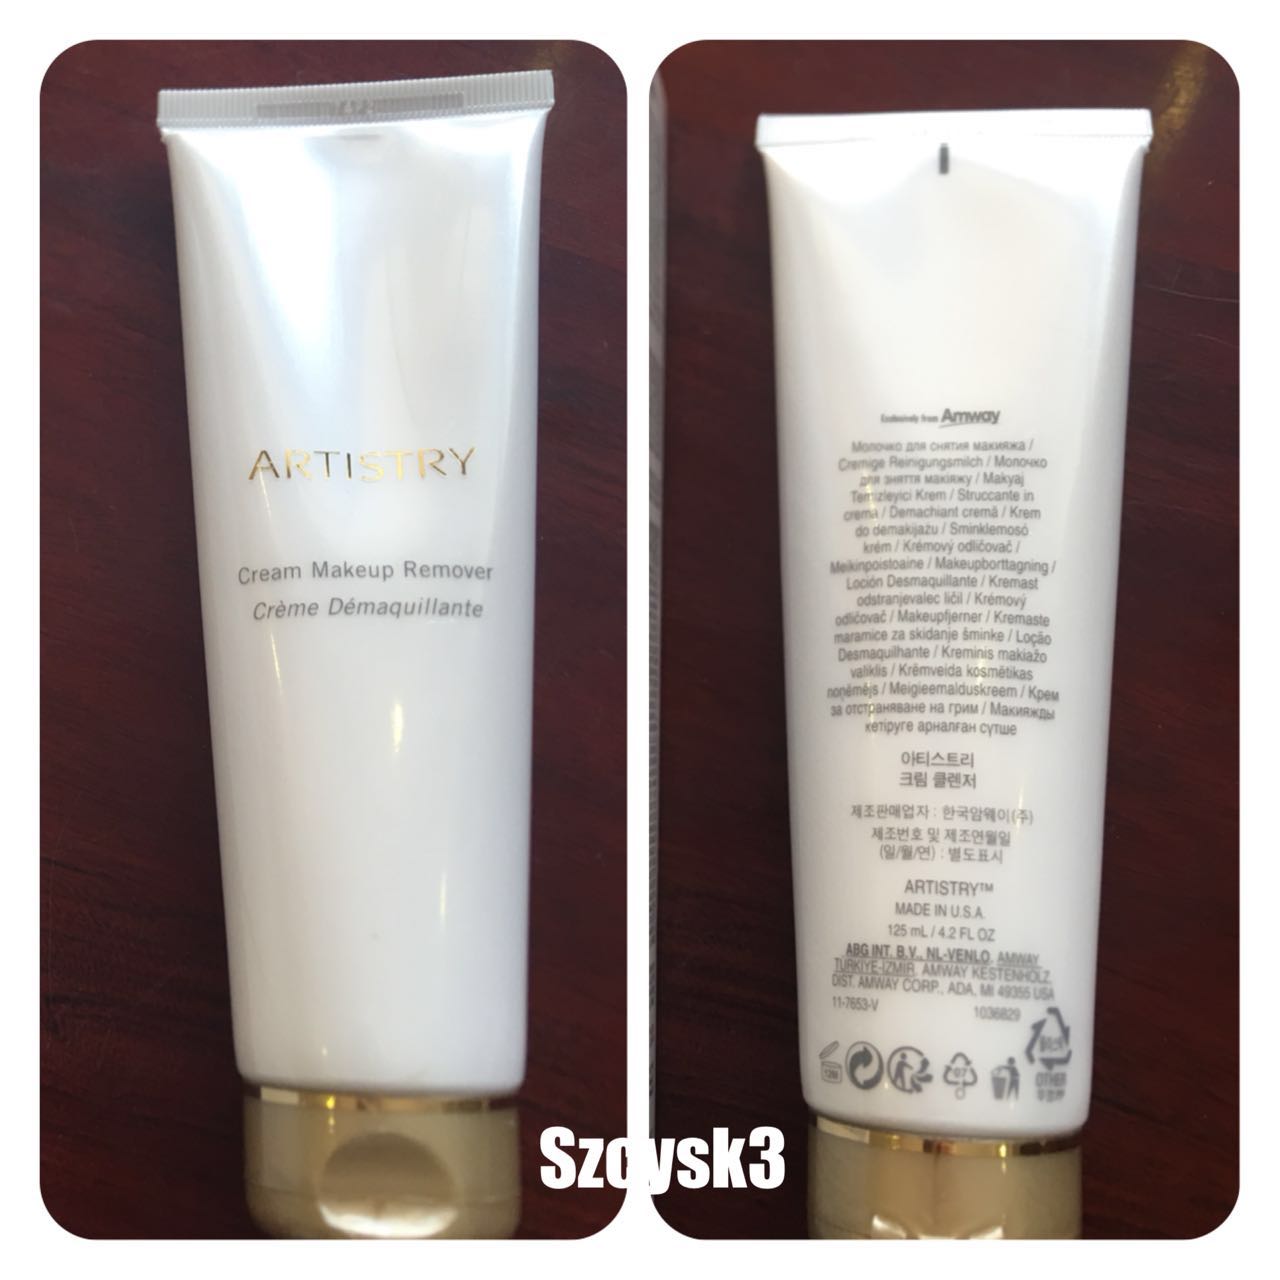 ARTISTRY
Cream Makeup Remover
Crème Démaquillante
Exclusively from Amway
Молочко для снятия макияжа /
Cremige Reinigungsmilch / Молочко
для зняття макіяжу / Makyaj
Temizleyici Krem / Struccante in
crema / Demachiant cremă / Krem
do demakijażu / Sminklemosó
krém / Krémový odličovač /
Meikinpoistoaine / Makeupborttagning /
Loción Desmaquillante / Kremast
odstranjevalec ličil / Krémový
odličovač / Makeupfjerner / Kremaste
maramice za skidanje šminke / Loção
Desmaquilhante / Kreminis makiažo
valiklis / Krēmveida kosmētikas
noņēmējs / Meigieemalduskreem / Крем
за отстраняване на грим / Макияжды
кетіруге арналған сүтше
아티스트리
크림 클렌저
제조판매업자 : 한국암웨이(주)
제조번호 및 제조연월일
(일/월/연) : 별도표시
ARTISTRY™
MADE IN U.S.A.
125 mL / 4.2 FL OZ
ABG INT. B.V., NL-VENLO, AMWAY
TÜRKIYE-IZMIR, AMWAY KESTENHOLZ,
DIST. AMWAY CORP., ADA, MI 49355 USA
11-7653-V 1036829
12M
07
OTHER
Szcysk3